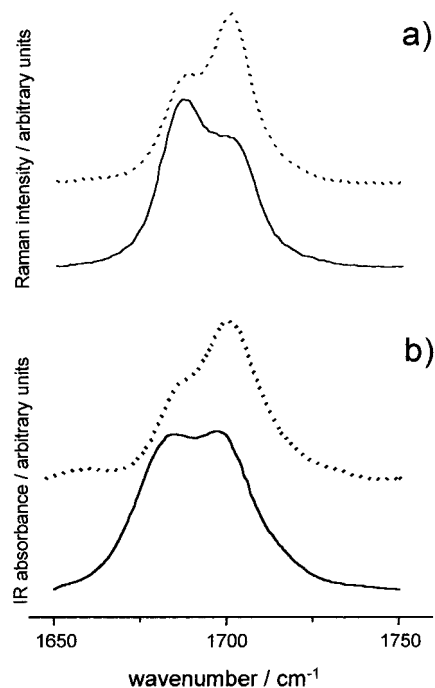 a)
Raman intensity / arbitrary units
b)
IR absorbance / arbitrary units
1650 1700 1750
wavenumber / cm⁻¹